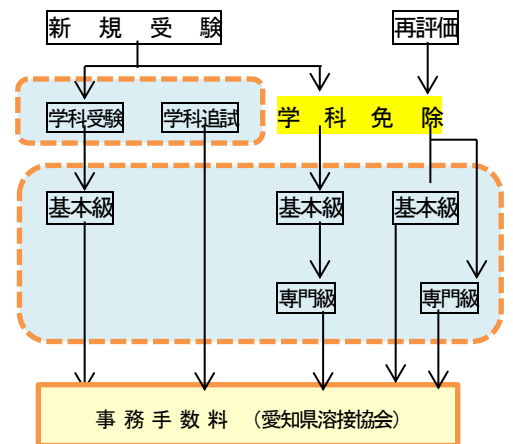 新 規 受 験
再評価
学科受験
学科追試
学 科 免 除
基本級
基本級
基本級
専門級
専門級
事 務 手 数 料 （愛知県溶接協会）